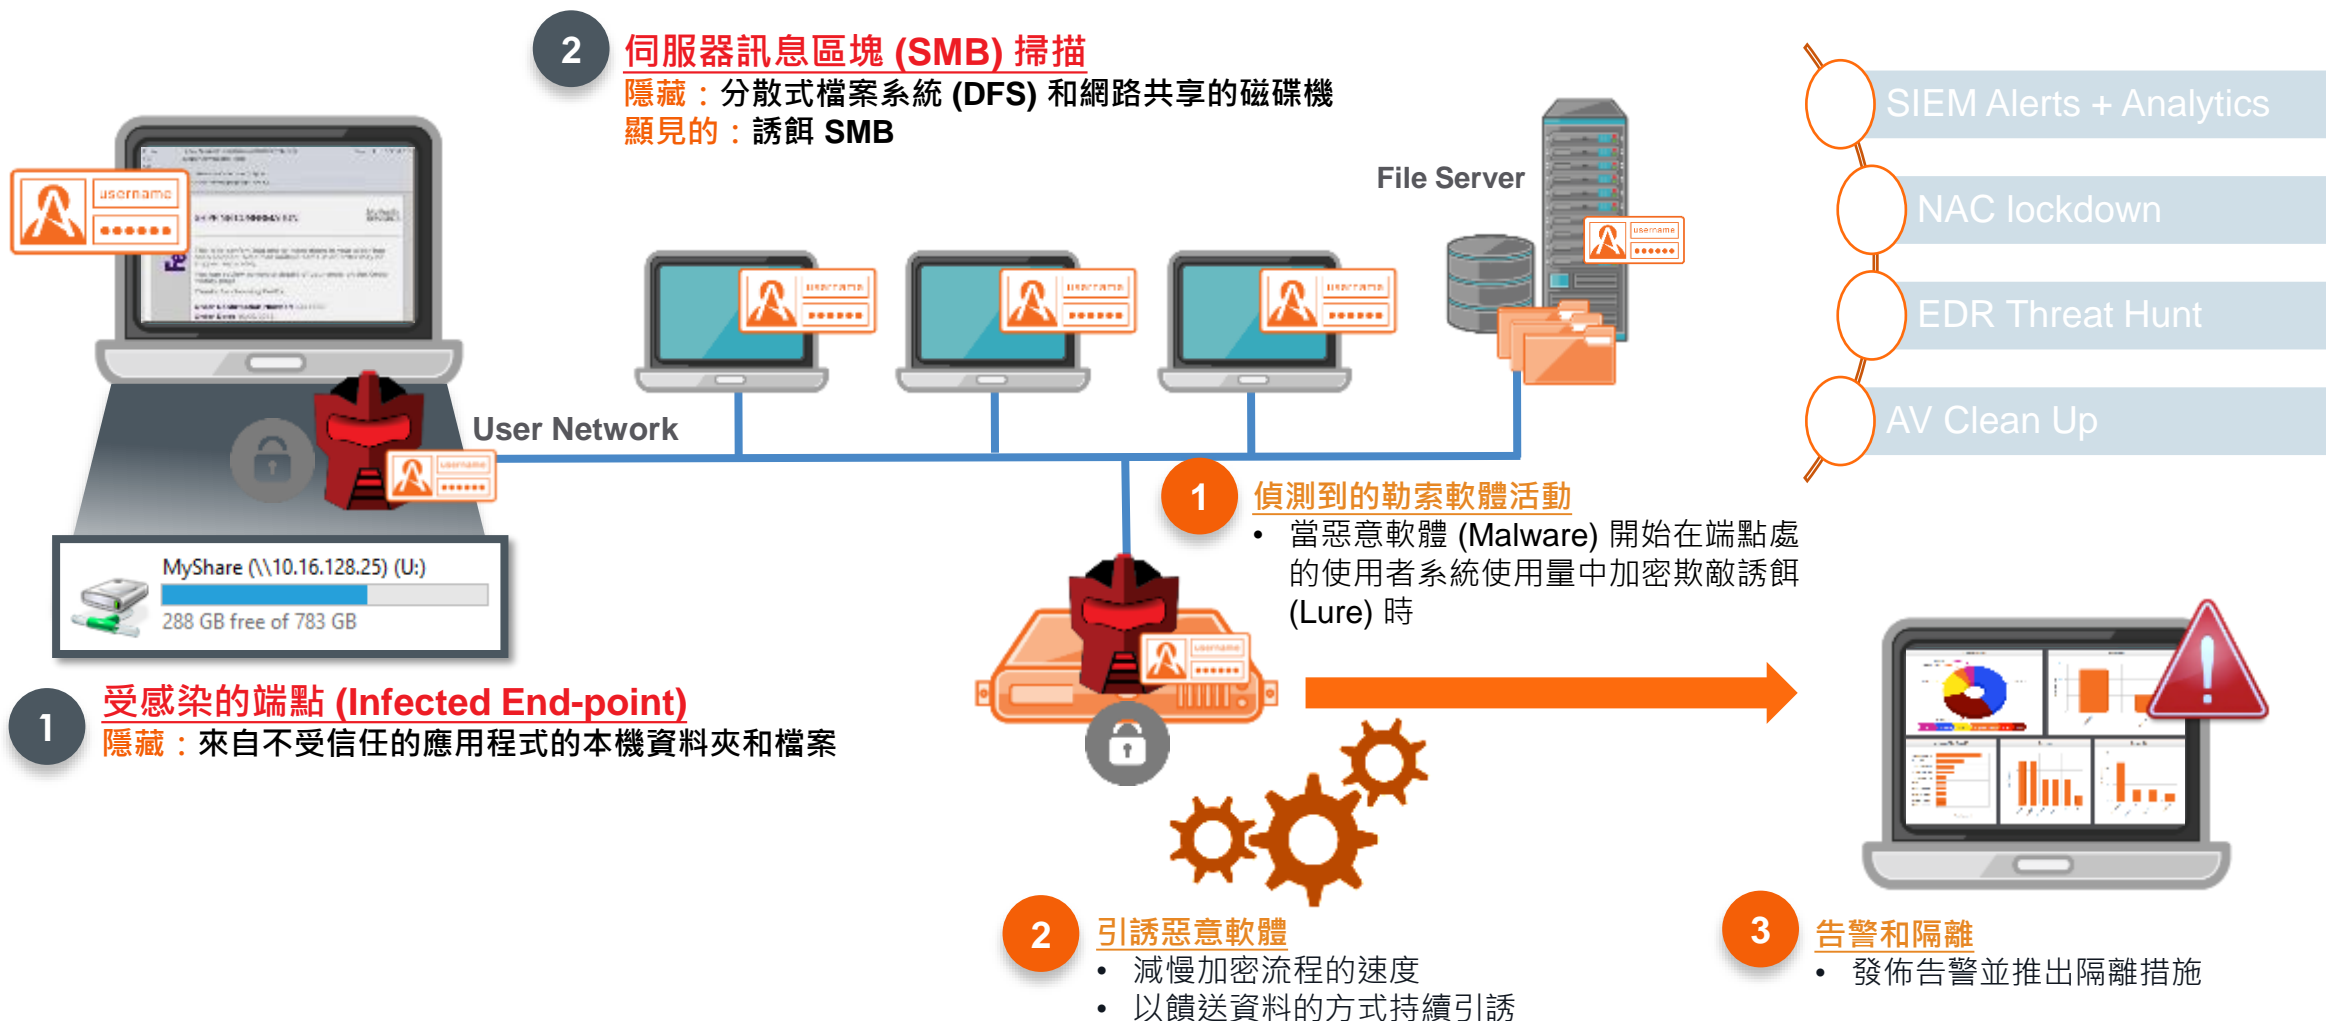 2
伺服器訊息區塊 (SMB) 掃描
隱藏：分散式檔案系統 (DFS) 和網路共享的磁碟機
顯見的：誘餌 SMB
SIEM Alerts + Analytics
NAC lockdown
EDR Threat Hunt
AV Clean Up
File Server
username
username
username
username
username
User Network
username
MyShare (\\10.16.128.25) (U:)
288 GB free of 783 GB
1
受感染的端點 (Infected End-point)
隱藏：來自不受信任的應用程式的本機資料夾和檔案
1
偵測到的勒索軟體活動
• 當惡意軟體 (Malware) 開始在端點處
的使用者系統使用量中加密欺敵誘餌
(Lure) 時
username
2
引誘惡意軟體
• 減慢加密流程的速度
• 以饋送資料的方式持續引誘
3
告警和隔離
• 發佈告警並推出隔離措施